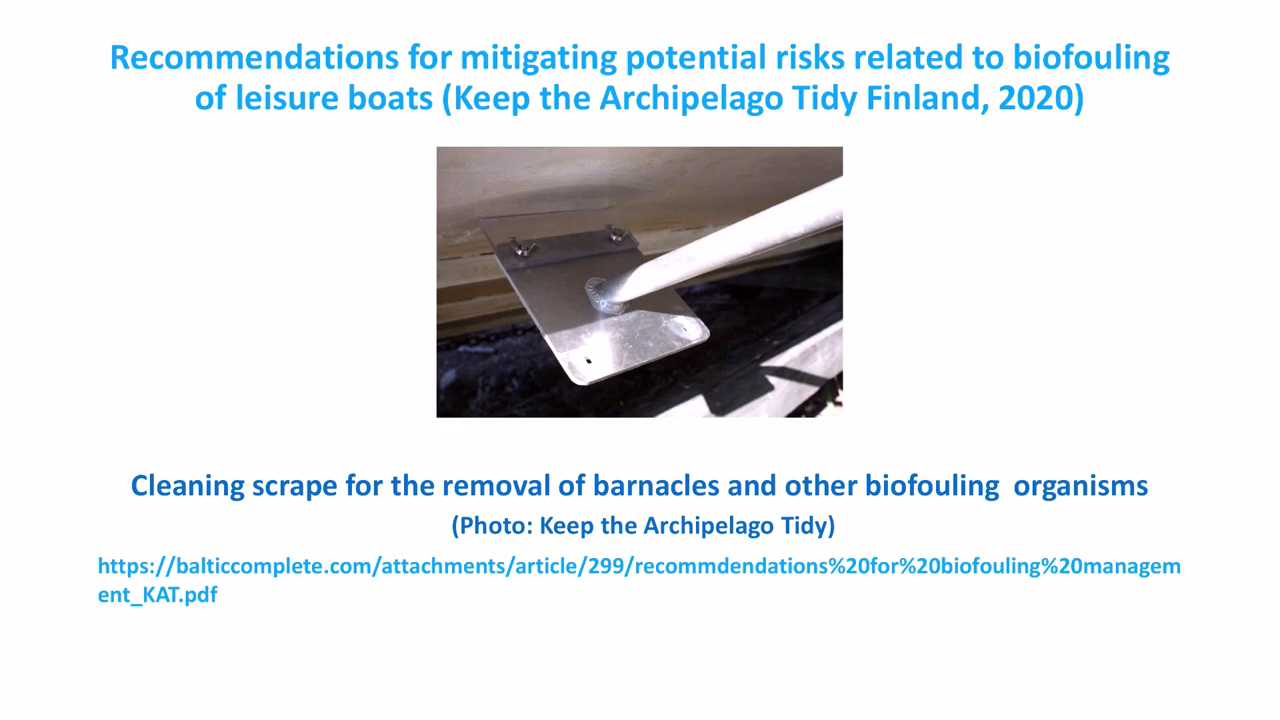 Recommendations for mitigating potential risks related to biofouling
of leisure boats (Keep the Archipelago Tidy Finland, 2020)
Cleaning scrape for the removal of barnacles and other biofouling  organisms
(Photo: Keep the Archipelago Tidy)
https://balticcomplete.com/attachments/article/299/recommdendations%20for%20biofouling%20managem
ent_KAT.pdf